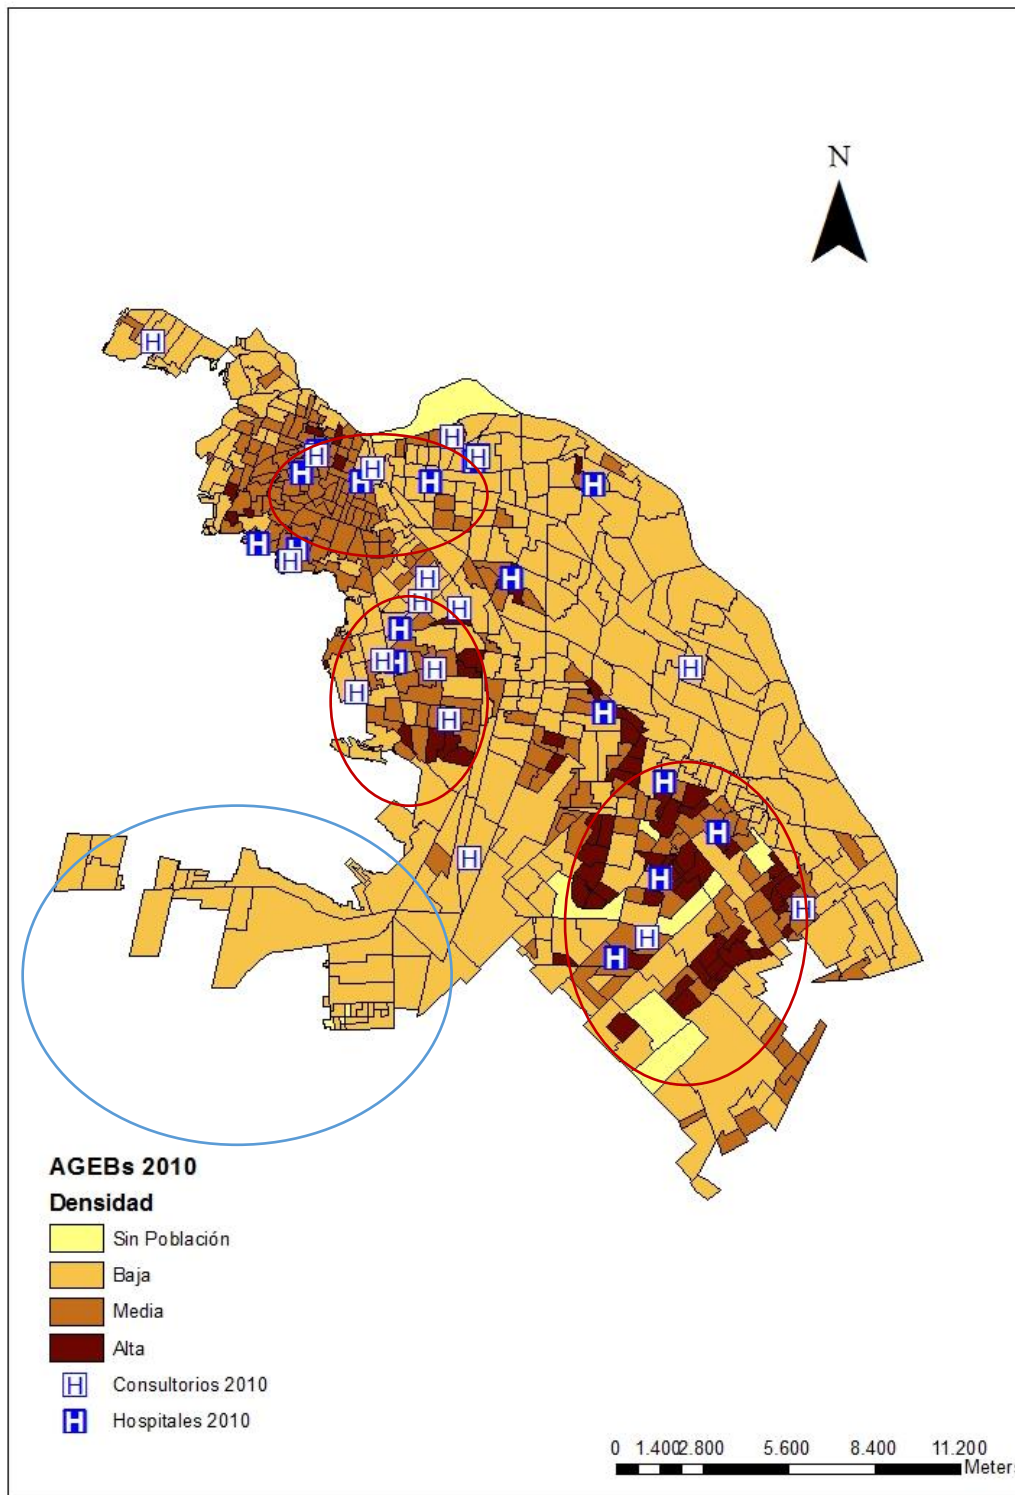 N
H
AGEBs 2010
Densidad
Sin Población
Baja
Media
Alta
H Consultorios 2010
H Hospitales 2010
0 1.400 2.800 5.600 8.400 11.200
Meters